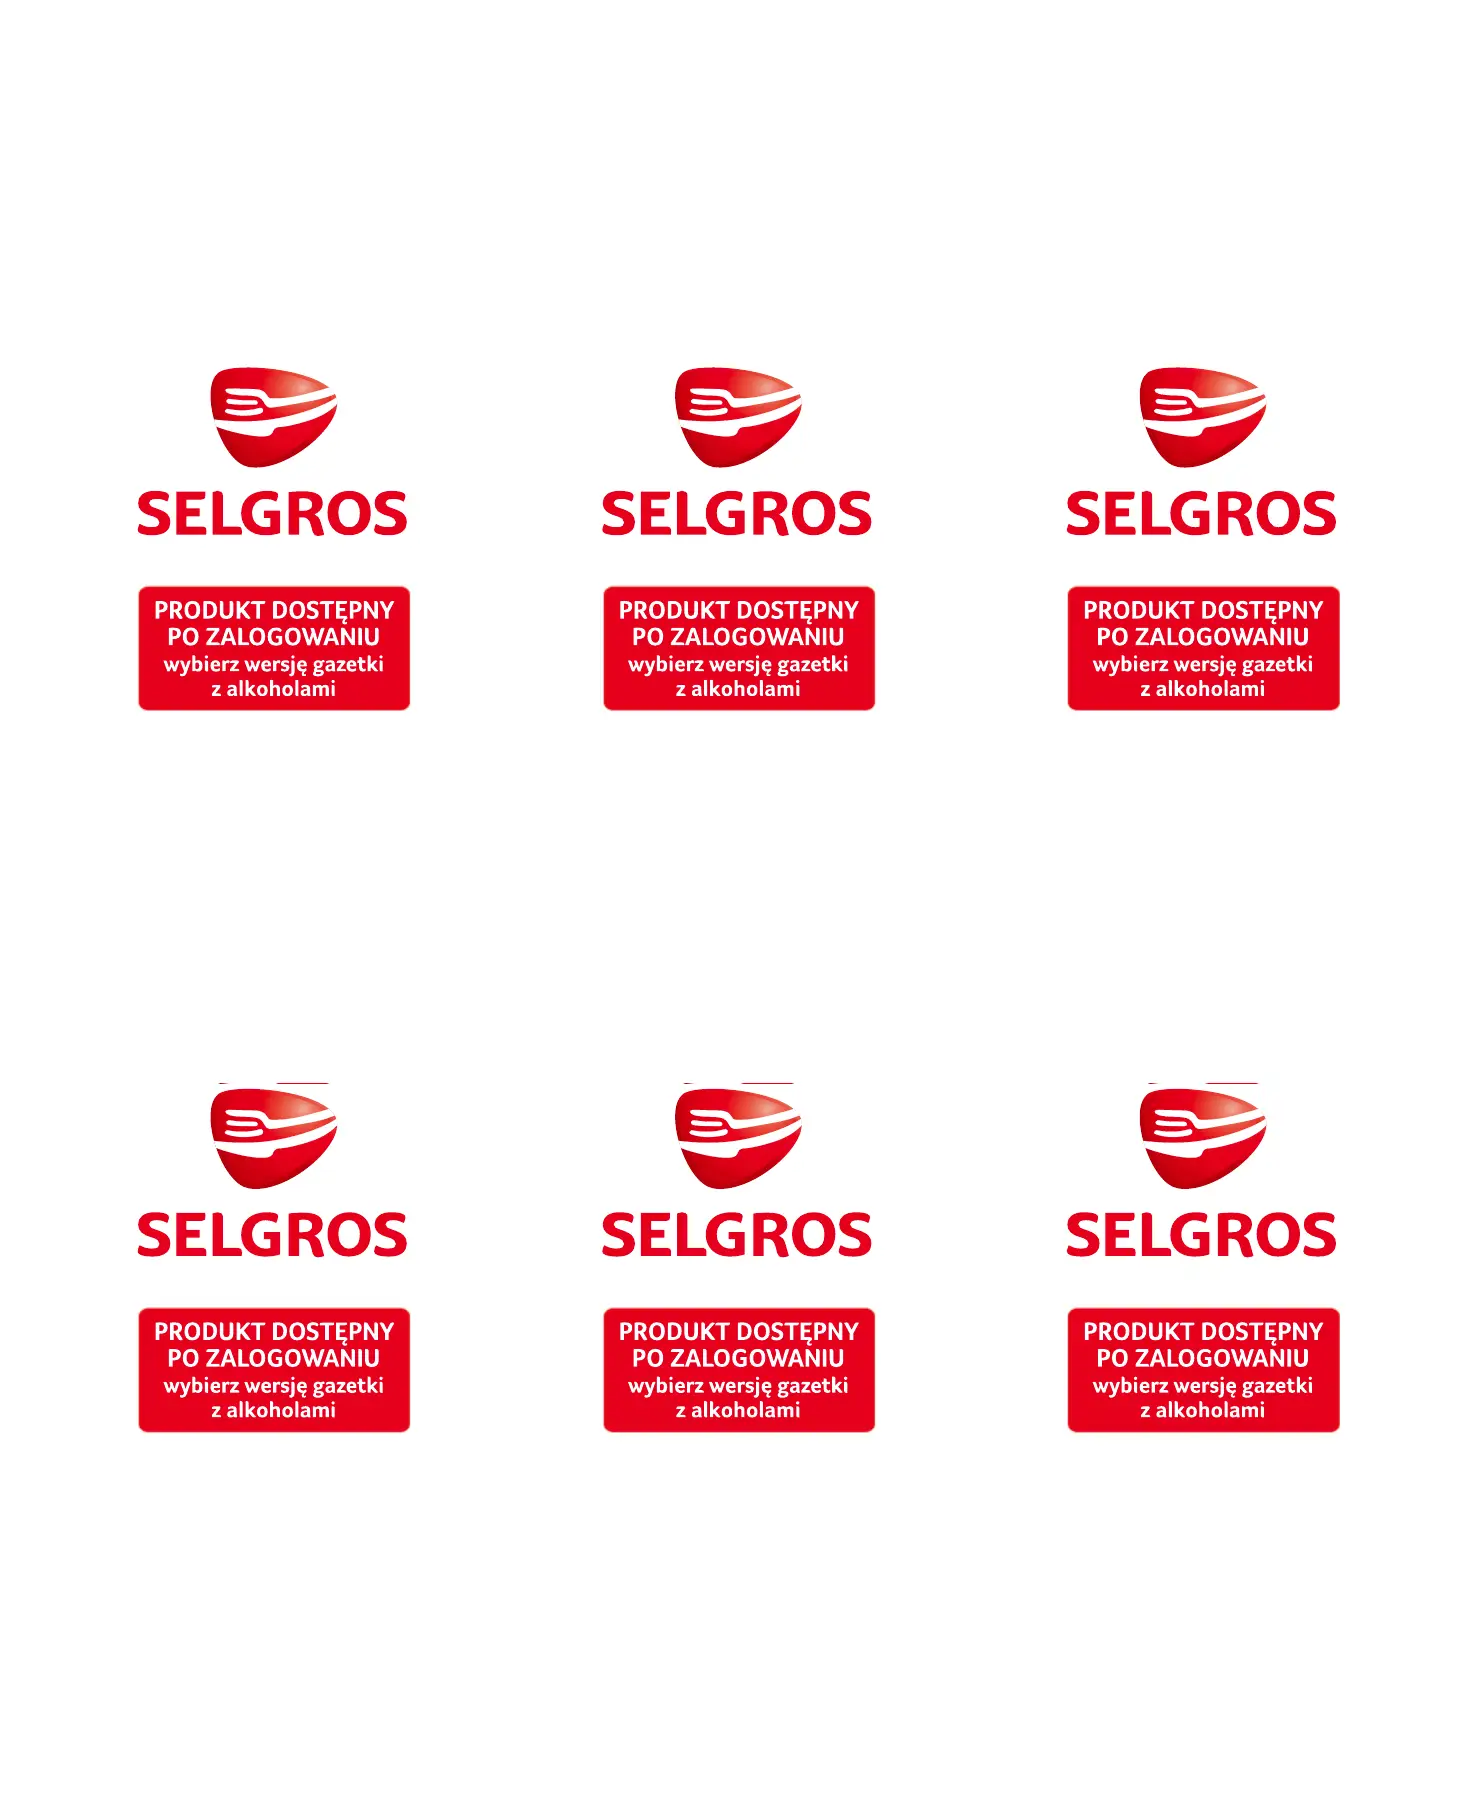 SELGROS
PRODUKT DOSTĘPNY
PO ZALOGOWANIU
wybierz wersję gazetki
z alkoholami
SELGROS
PRODUKT DOSTĘPNY
PO ZALOGOWANIU
wybierz wersję gazetki
z alkoholami
SELGROS
PRODUKT DOSTĘPNY
PO ZALOGOWANIU
wybierz wersję gazetki
z alkoholami
SELGROS
PRODUKT DOSTĘPNY
PO ZALOGOWANIU
wybierz wersję gazetki
z alkoholami
SELGROS
PRODUKT DOSTĘPNY
PO ZALOGOWANIU
wybierz wersję gazetki
z alkoholami
SELGROS
PRODUKT DOSTĘPNY
PO ZALOGOWANIU
wybierz wersję gazetki
z alkoholami